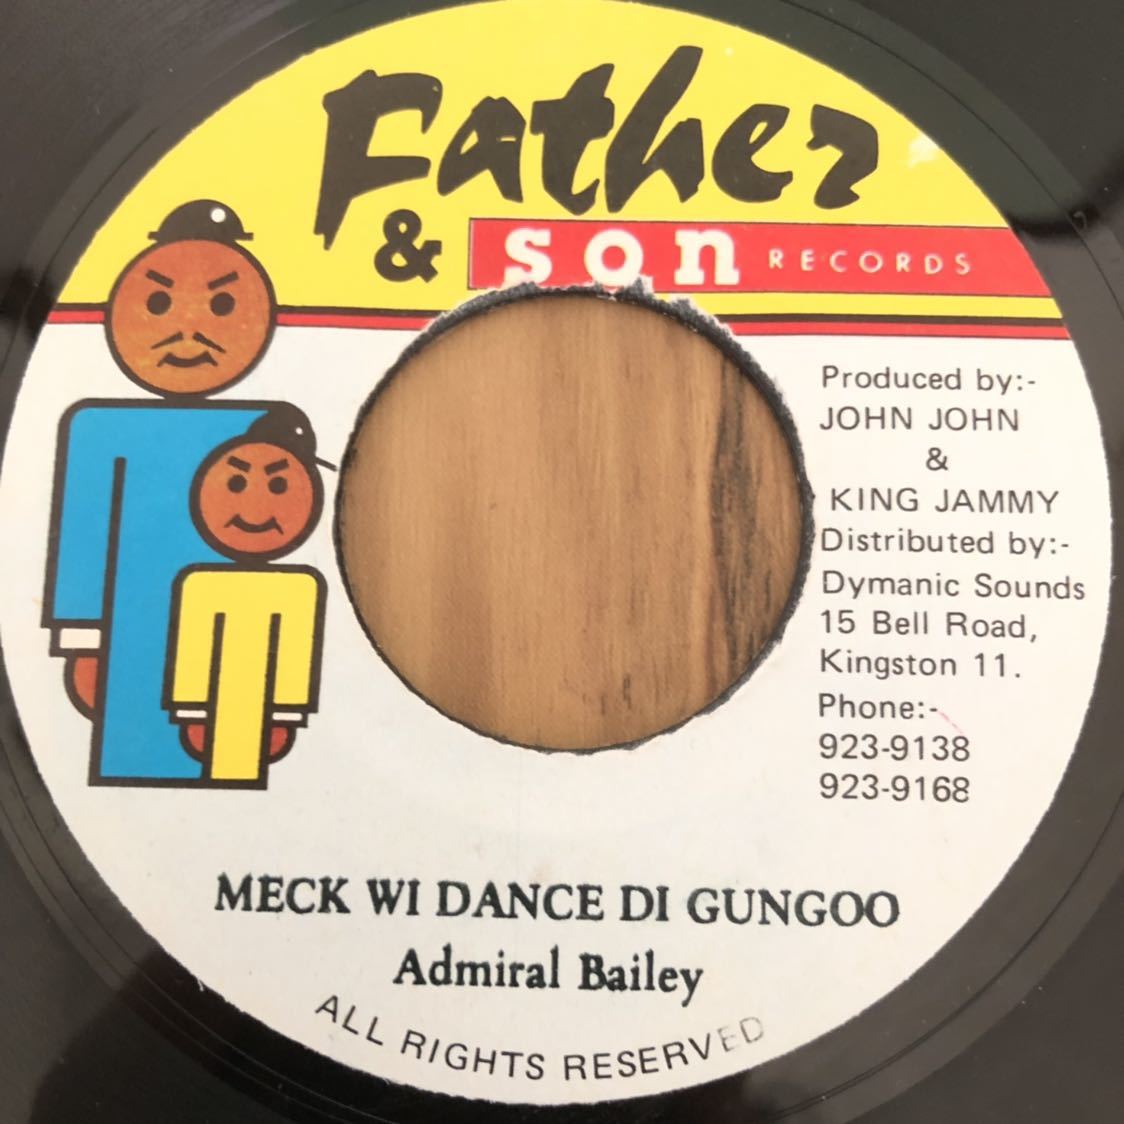 Father
& son RECORDS
Produced by:-
JOHN JOHN
&
KING JAMMY
Distributed by:-
Dymanic Sounds
15 Bell Road,
Kingston 11.
Phone:-
923-9138
923-9168
MECK WI DANCE DI GUNGOO
Admiral Bailey
ALL RIGHTS RESERVED